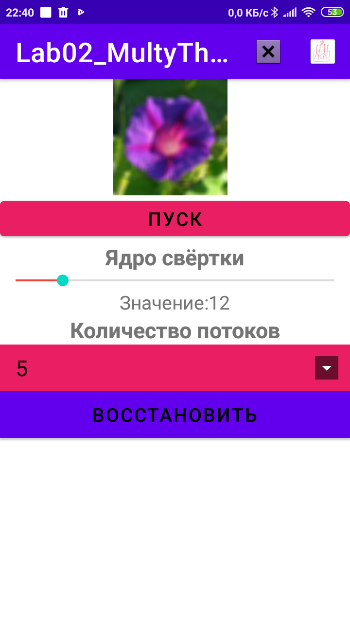 22:40 0,0 КБ/с 53
Lab02_MultyTh...
ПУСК
Ядро свёртки
Значение:12
Количество потоков
5
ВОССТАНОВИТЬ